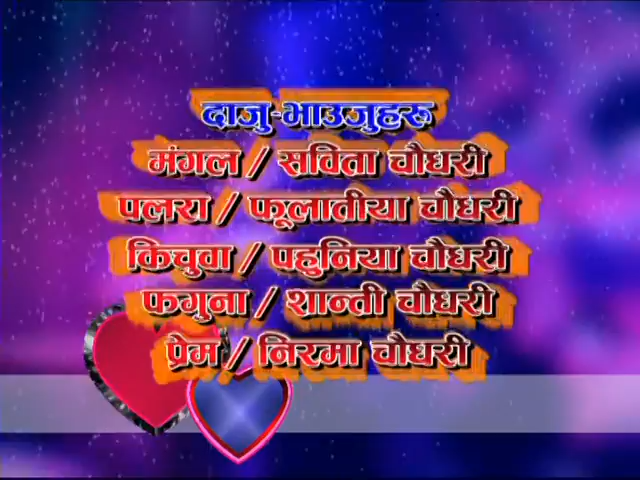 दाजु-भाउजुहरू
मंगल / सविता चौधरी
पलरा / फूलातीया चौधरी
किचुवा / पहुनिया चौधरी
फगुना / शान्ती चौधरी
प्रेम / निरमा चौधरी